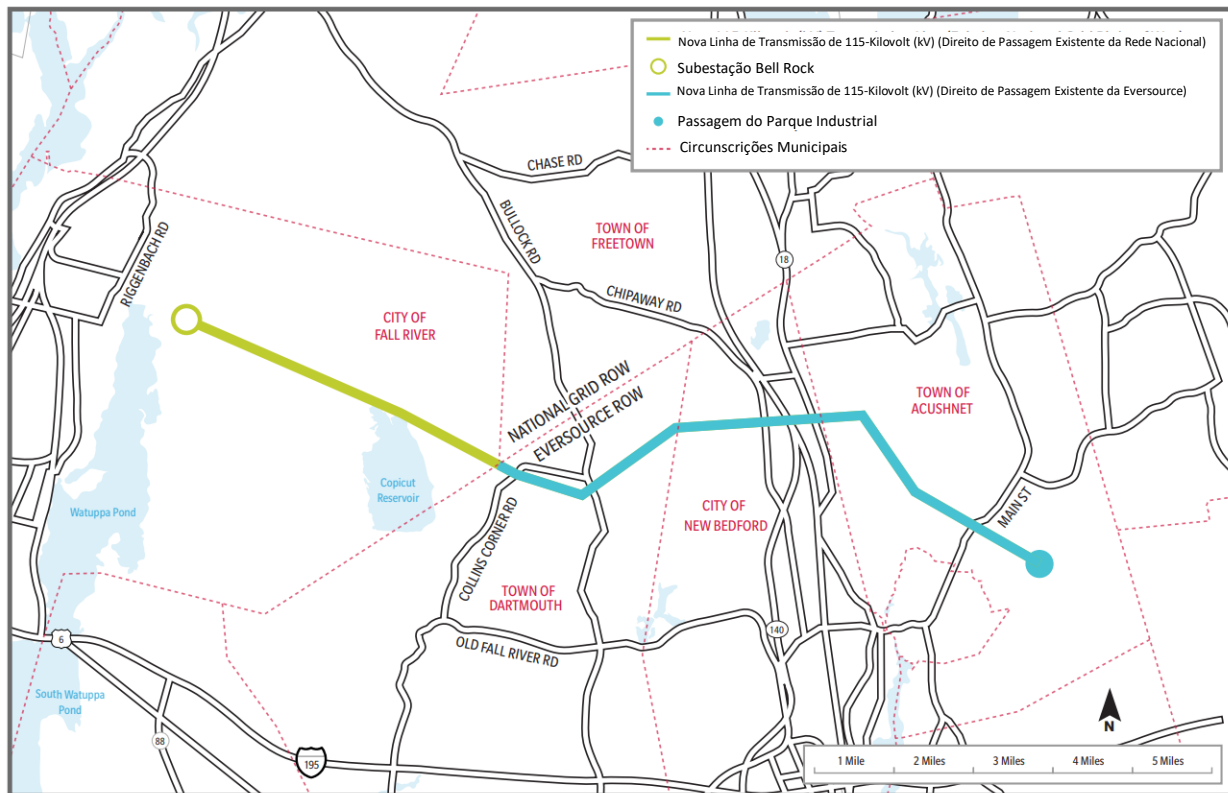 Nova Linha de Transmissão de 115-Kilovolt (kV) (Direito de Passagem Existente da Rede Nacional)
Subestação Bell Rock
Nova Linha de Transmissão de 115-Kilovolt (kV) (Direito de Passagem Existente da Eversource)
Passagem do Parque Industrial
Circunscrições Municipais
CHASE RD
BULLOCK RD
TOWN OF
FREETOWN
RIGGENBACH RD
18
CHIPAWAY RD
CITY OF
FALL RIVER
NATIONAL GRID ROW
EVERSOURCE ROW
TOWN OF
ACUSHNET
Copicut
Reservoir
Watuppa Pond
CITY OF
NEW BEDFORD
MAIN ST
COLLINS CORNER RD
TOWN OF
DARTMOUTH
OLD FALL RIVER RD
140
6
South Watuppa
Pond
88
195
N
1 Mile
2 Miles
3 Miles
4 Miles
5 Miles